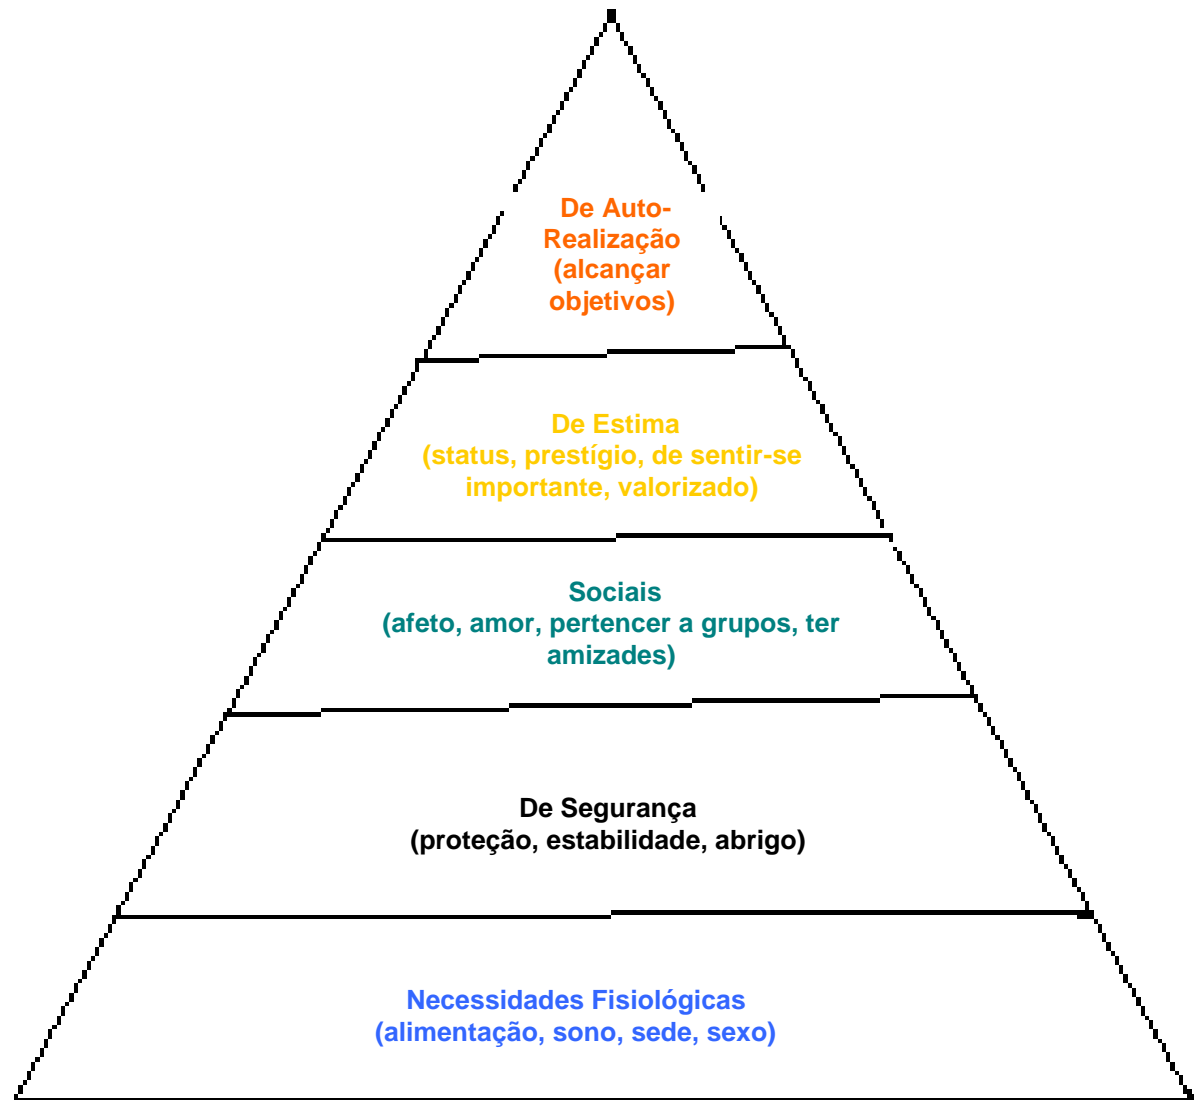 De Auto-
Realização
(alcançar
objetivos)
De Estima
(status, prestígio, de sentir-se
importante, valorizado)
Sociais
(afeto, amor, pertencer a grupos, ter
amizades)
De Segurança
(proteção, estabilidade, abrigo)
Necessidades Fisiológicas
(alimentação, sono, sede, sexo)